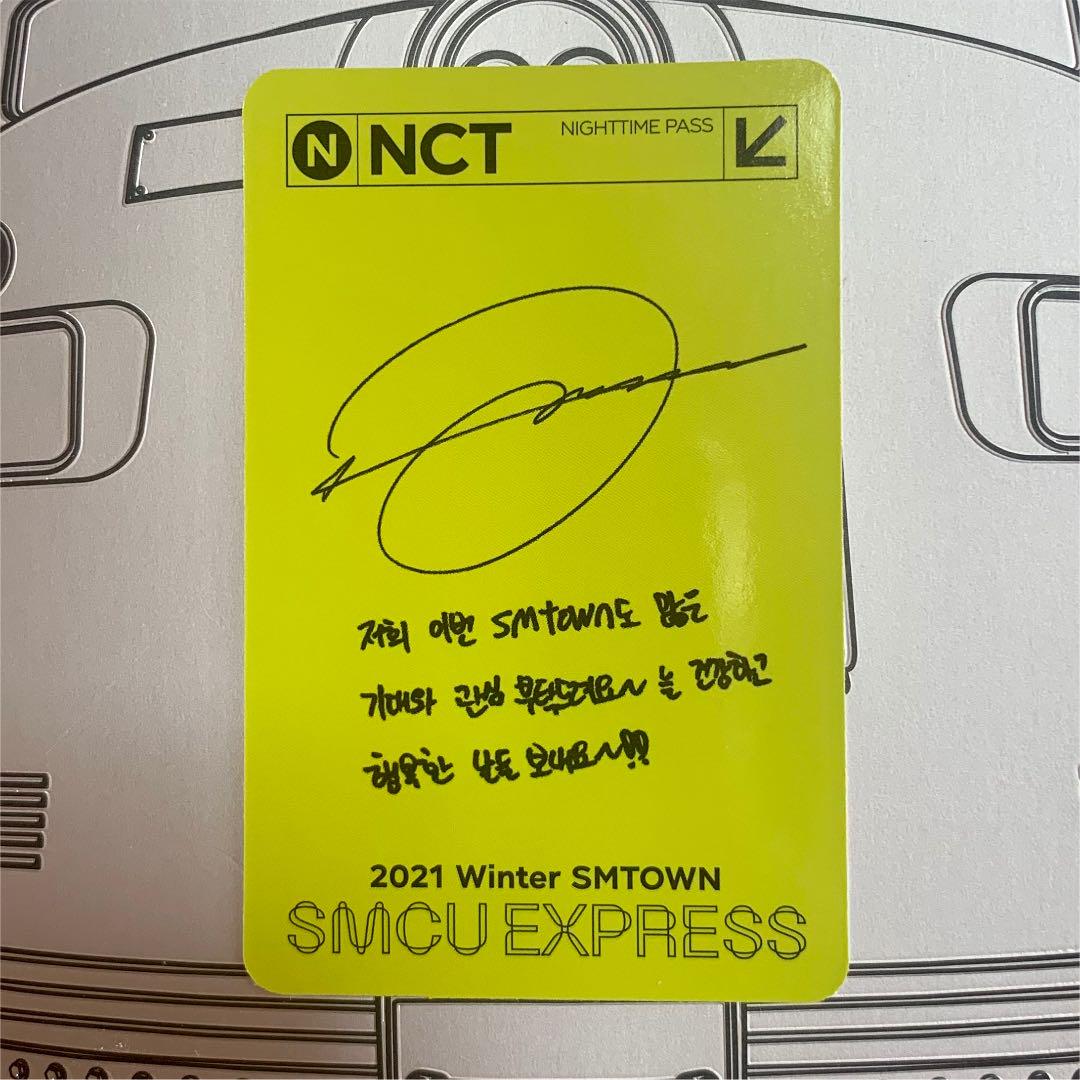 N NCT NIGHTTIME PASS
저희 이번 SMTOWN도 많은
기대와 관심 부탁드려요~ 늘 건강하고
행복한 날들 보내요~!!
2021 Winter SMTOWN
SMCU EXPRESS